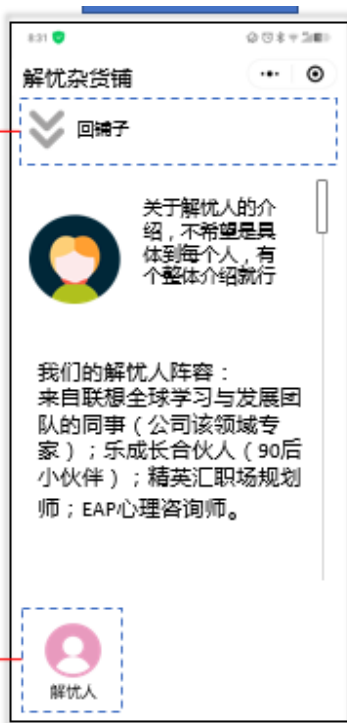 8:31
解忧杂货铺
回铺子
关于解忧人的介
绍，不希望是具
体到每个人，有
个整体介绍就行
我们的解忧人阵容：
来自联想全球学习与发展团
队的同事（公司该领域专
家）；乐成长合伙人（90后
小伙伴）；精英汇职场规划
师；EAP心理咨询师。
解忧人